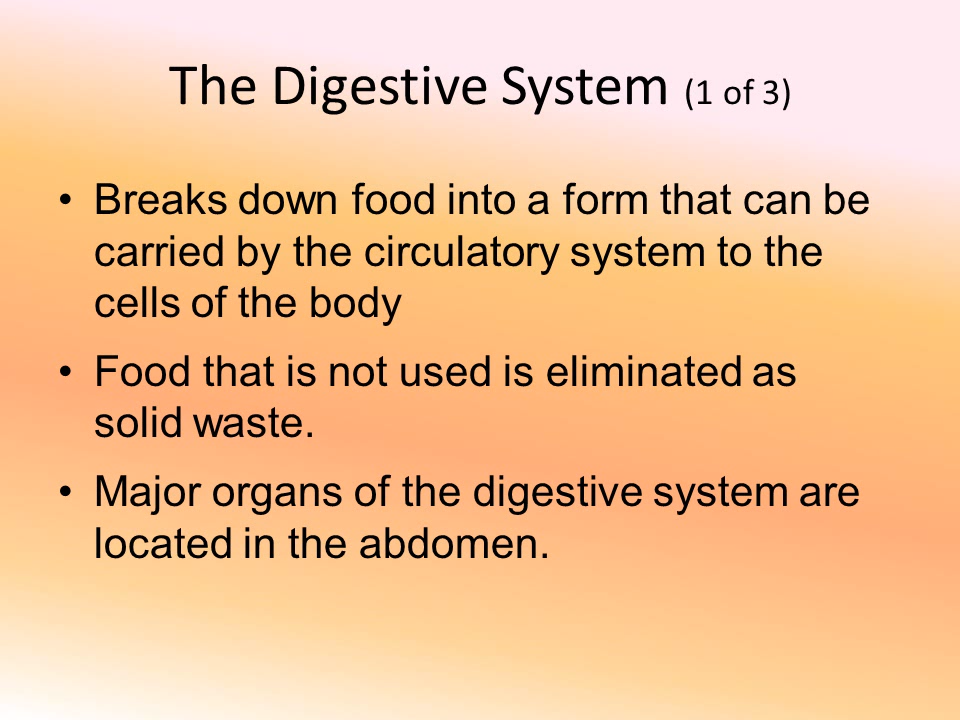 The Digestive System (1 of 3)
• Breaks down food into a form that can be
carried by the circulatory system to the
cells of the body
• Food that is not used is eliminated as
solid waste.
• Major organs of the digestive system are
located in the abdomen.